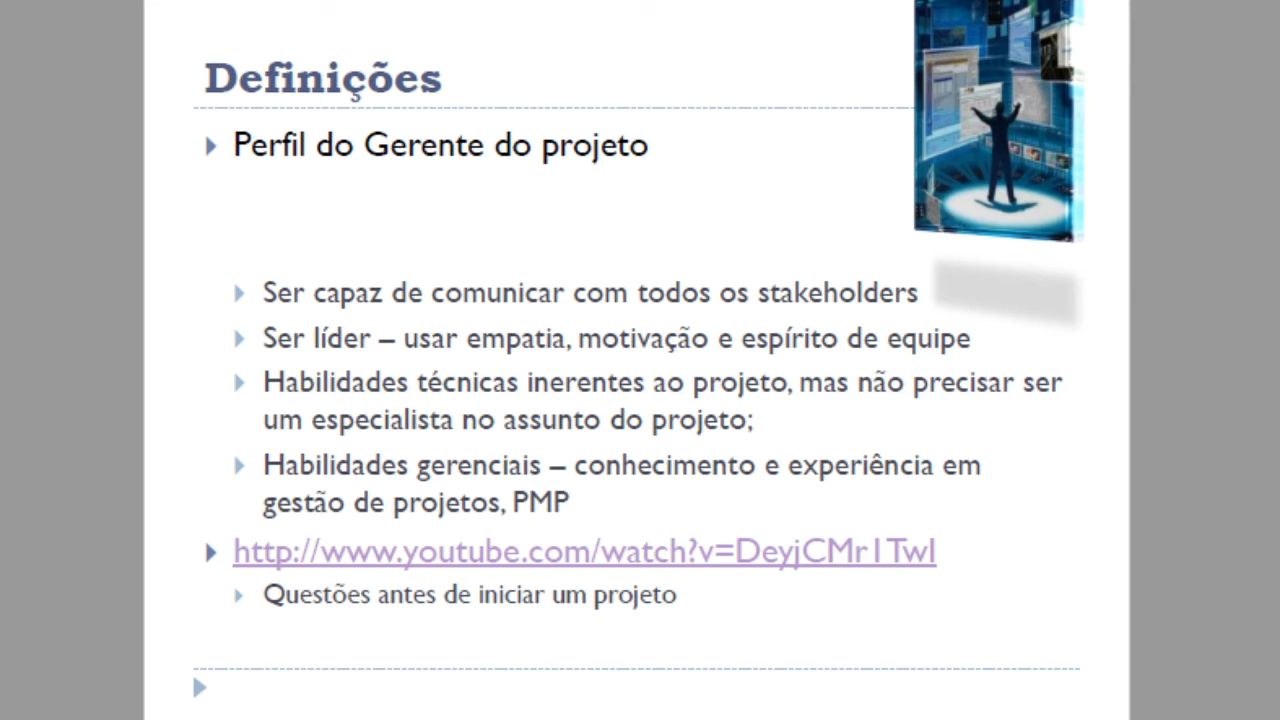 Definições
Perfil do Gerente do projeto
Ser capaz de comunicar com todos os stakeholders
Ser líder – usar empatia, motivação e espírito de equipe
Habilidades técnicas inerentes ao projeto, mas não precisar ser
um especialista no assunto do projeto;
Habilidades gerenciais – conhecimento e experiência em
gestão de projetos, PMP
http://www.youtube.com/watch?v=DeyjCMr1TwI
Questões antes de iniciar um projeto